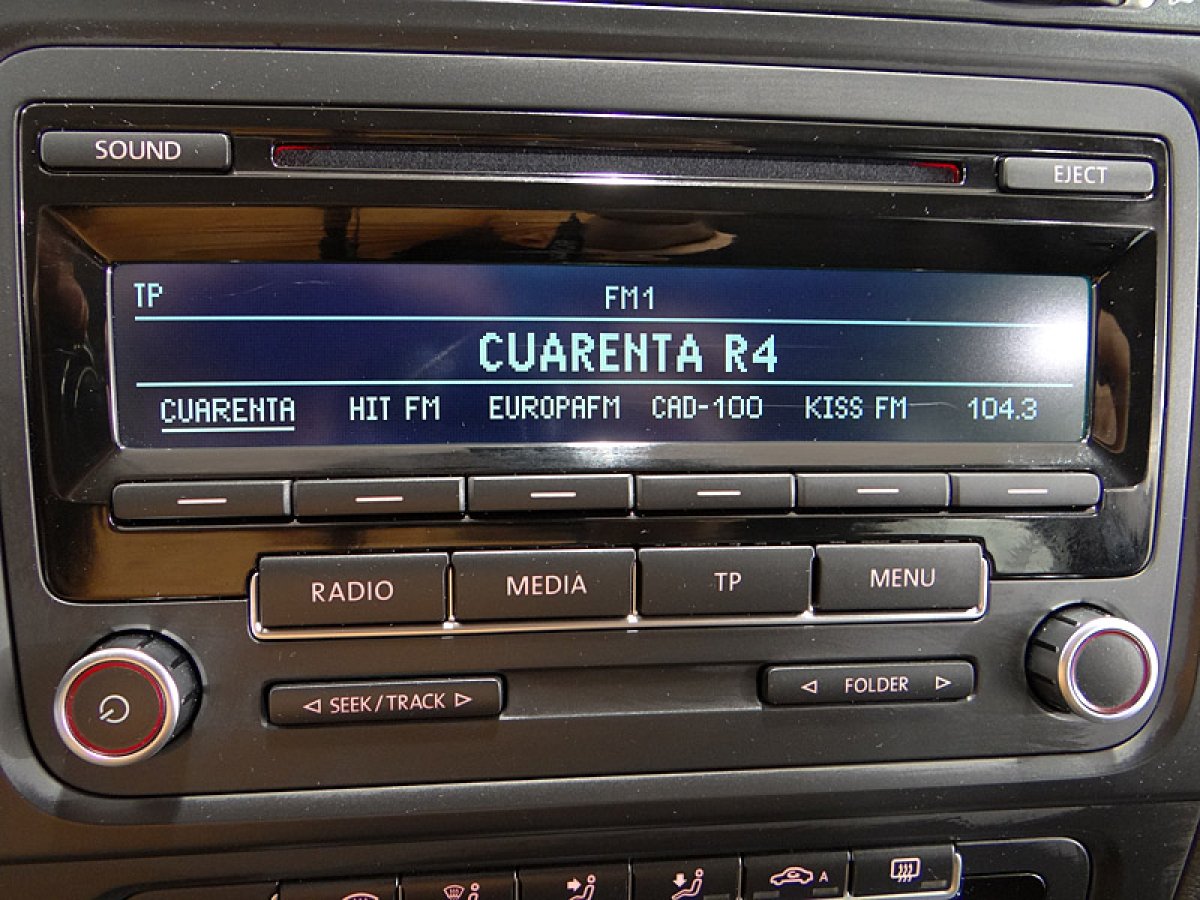 SOUND
EJECT
TP FM1
CUARENTA R4
CUARENTA HIT FM EUROPAFM CAD-100 KISS FM 104.3
RADIO MEDIA TP MENU
SEEK/TRACK FOLDER
A